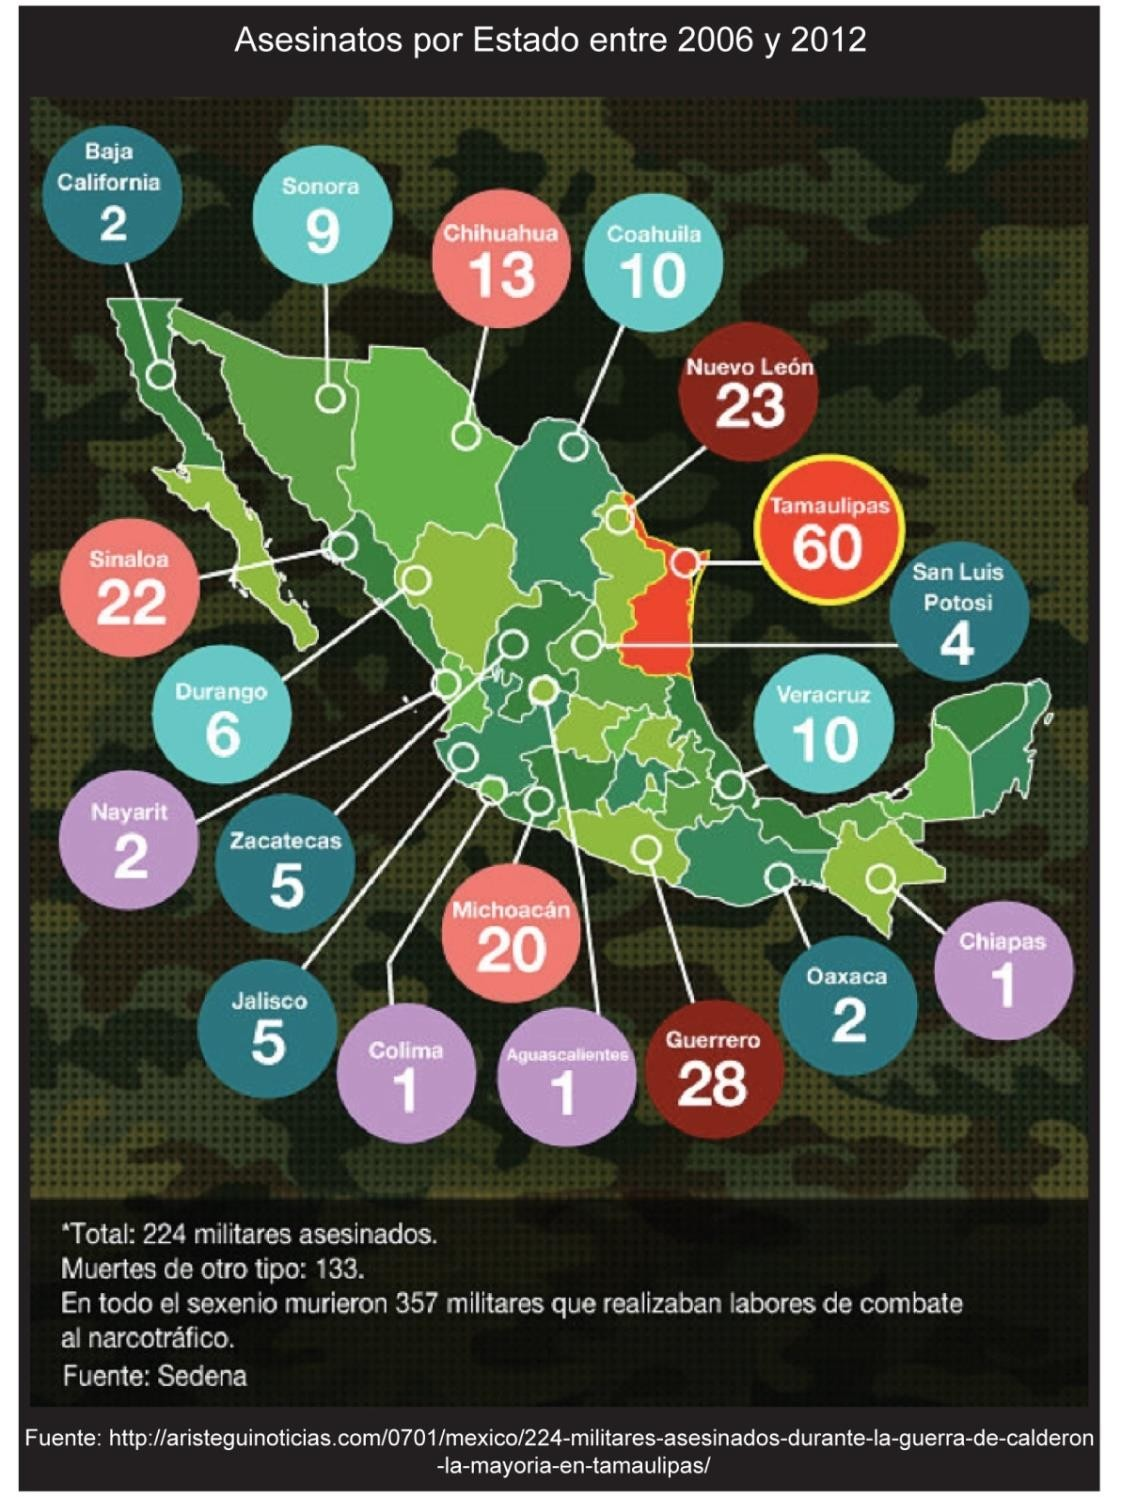 Asesinatos por Estado entre 2006 y 2012
Baja
California
2
Sonora
9
Chihuahua
13
Coahuila
10
Nuevo León
23
Tamaulipas
60
Sinaloa
22
San Luis
Potosi
4
Durango
6
Veracruz
10
Nayarit
2
Zacatecas
5
Michoacán
20
Chiapas
1
Jalisco
5
Oaxaca
2
Colima
1
Aguascalientes
1
Guerrero
28
*Total: 224 militares asesinados.
Muertes de otro tipo: 133.
En todo el sexenio murieron 357 militares que realizaban labores de combate
al narcotráfico.
Fuente: Sedena
Fuente: http://aristeguinoticias.com/0701/mexico/224-militares-asesinados-durante-la-guerra-de-calderon
-la-mayoria-en-tamaulipas/